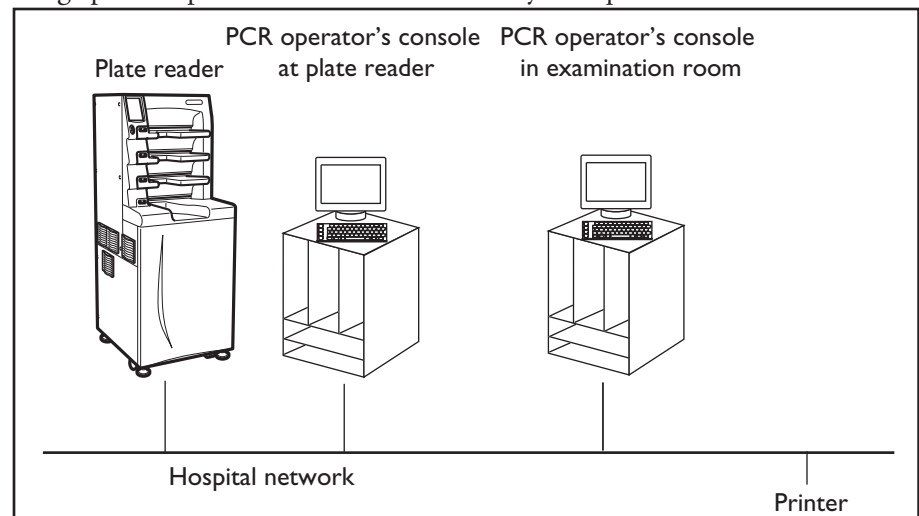 Plate reader
PCR operator's console
at plate reader
PCR operator's console
in examination room
Hospital network
Printer